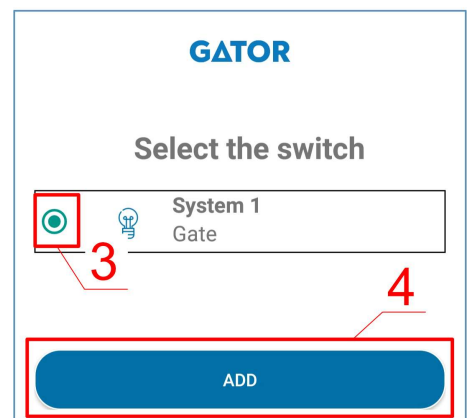 GATOR
Select the switch
System 1
Gate
3
4
ADD